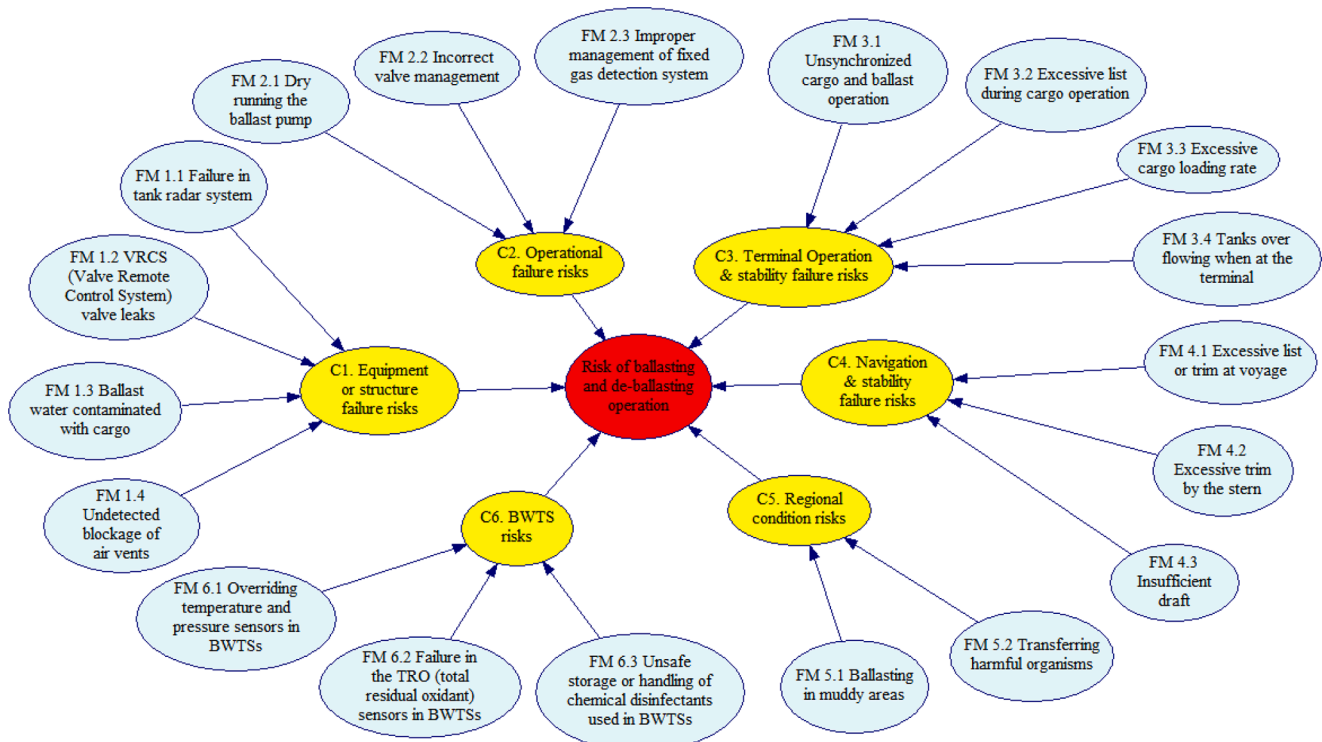 FM 2.1 Dry
running the
ballast pump
FM 2.2 Incorrect
valve management
FM 2.3 Improper
management of fixed
gas detection system
FM 3.1
Unsynchronized
cargo and ballast
operation
FM 3.2 Excessive list
during cargo operation
FM 3.3 Excessive
cargo loading rate
FM 1.1 Failure in
tank radar system
FM 3.4 Tanks over
flowing when at the
terminal
C2. Operational
failure risks
C3. Terminal Operation
& stability failure risks
FM 1.2 VRCS
(Valve Remote
Control System)
valve leaks
FM 4.1 Excessive list
or trim at voyage
C1. Equipment
or structure
failure risks
Risk of ballasting
and de-ballasting
operation
C4. Navigation
& stability
failure risks
FM 1.3 Ballast
water contaminated
with cargo
FM 4.2
Excessive trim
by the stern
FM 1.4
Undetected
blockage of
air vents
C6. BWTS
risks
C5. Regional
condition risks
FM 4.3
Insufficient
draft
FM 6.1 Overriding
temperature and
pressure sensors in
BWTSs
FM 6.2 Failure in
the TRO (total
residual oxidant)
sensors in BWTSs
FM 6.3 Unsafe
storage or handling of
chemical disinfectants
used in BWTSs
FM 5.1 Ballasting
in muddy areas
FM 5.2 Transferring
harmful organisms